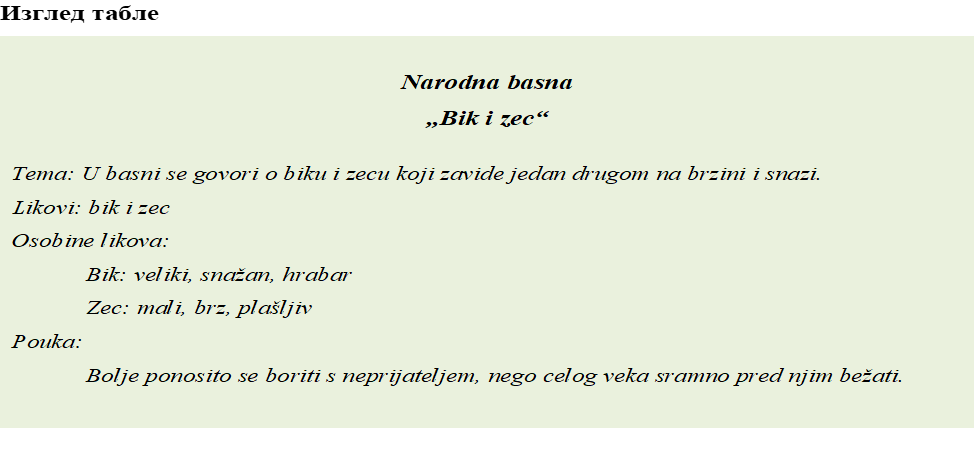 Изглед табле
Narodna basna
„Bik i zec“
Tema: U basni se govori o biku i zecu koji zavide jedan drugom na brzini i snazi.
Likovi: bik i zec
Osobine likova:
Bik: veliki, snažan, hrabar
Zec: mali, brz, plašljiv
Pouka:
Bolje ponosito se boriti s neprijateljem, nego celog veka sramno pred njim bežati.